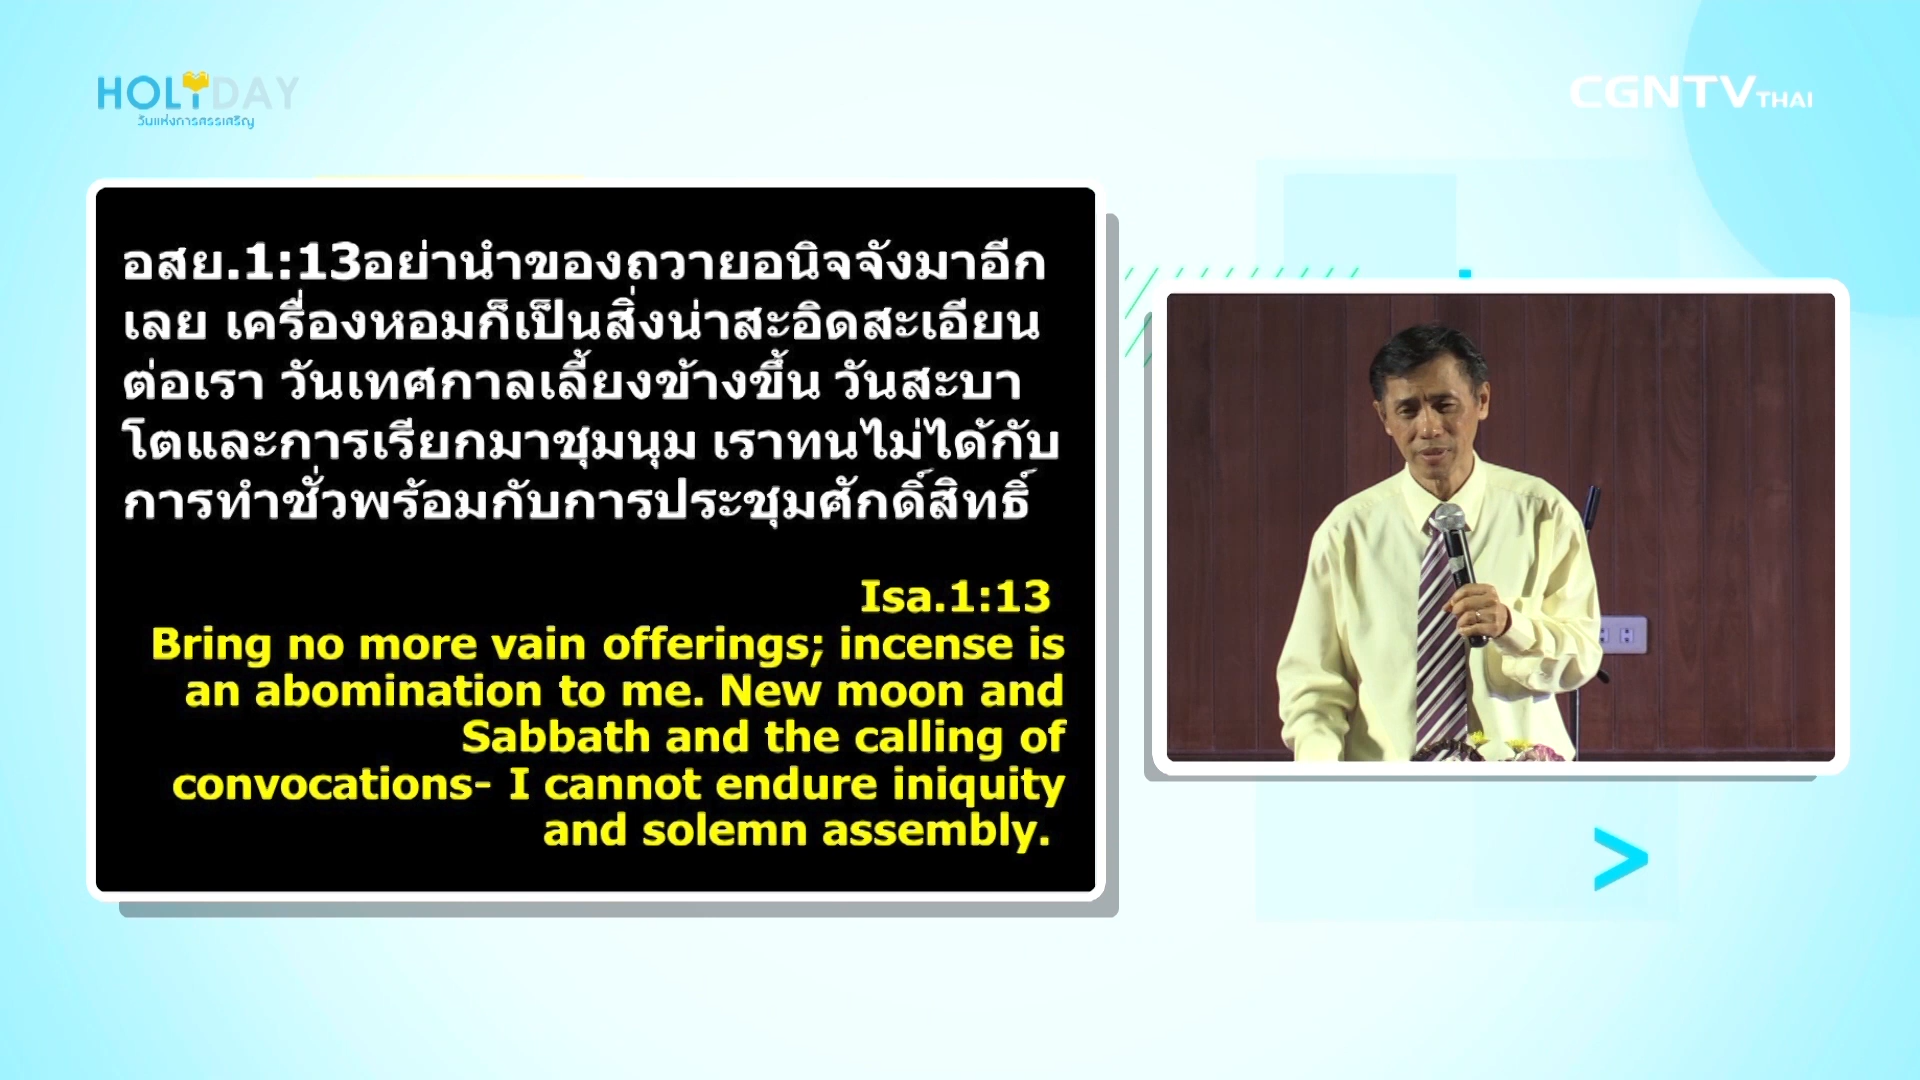 HOLYDAY
วันแห่งการสรรเสริญ
CGNTV THAI
อสย.1:13อย่านำของถวายอนิจจังมาอีก
เลย เครื่องหอมก็เป็นสิ่งน่าสะอิดสะเอียน
ต่อเรา วันเทศกาลเลี้ยงข้างขึ้น วันสะบา
โตและการเรียกมาชุมนุม เราทนไม่ได้กับ
การทำชั่วพร้อมกับการประชุมศักดิ์สิทธิ์
Isa.1:13
Bring no more vain offerings; incense is
an abomination to me. New moon and
Sabbath and the calling of
convocations- I cannot endure iniquity
and solemn assembly.
>